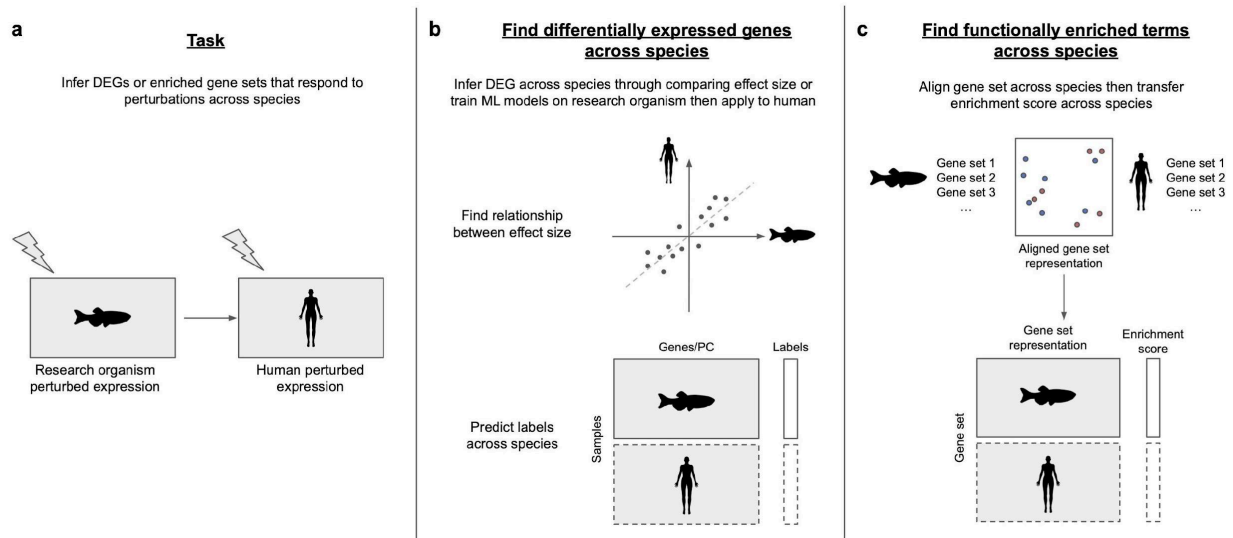 a
Task
Infer DEGs or enriched gene sets that respond to
perturbations across species
Research organism
perturbed expression
Human perturbed
expression
b
Find differentially expressed genes
across species
Infer DEG across species through comparing effect size or
train ML models on research organism then apply to human
Find relationship
between effect size
Genes/PC
Labels
Samples
Predict labels
across species
c
Find functionally enriched terms
across species
Align gene set across species then transfer
enrichment score across species
Gene set 1
Gene set 2
Gene set 3
...
Gene set 1
Gene set 2
Gene set 3
...
Aligned gene set
representation
Gene set
representation
Enrichment
score
Gene set